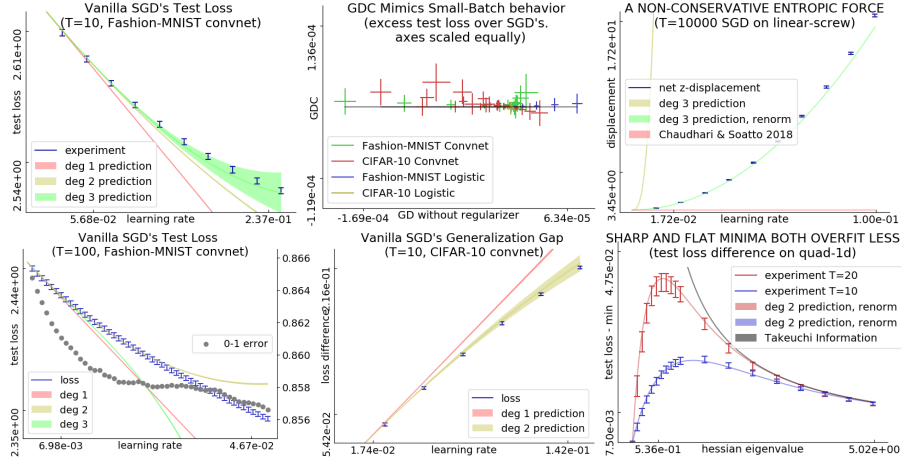 Vanilla SGD's Test Loss
(T=10, Fashion-MNIST convnet)
test loss
2.61e+00
2.54e+00
experiment
deg 1 prediction
deg 2 prediction
deg 3 prediction
5.68e-02
learning rate
2.37e-01
GDC Mimics Small-Batch behavior
(excess test loss over SGD's.
axes scaled equally)
GDC
1.36e-04
-1.19e-04
Fashion-MNIST Convnet
CIFAR-10 Convnet
Fashion-MNIST Logistic
CIFAR-10 Logistic
-1.69e-04
GD without regularizer
6.34e-05
A NON-CONSERVATIVE ENTROPIC FORCE
(T=10000 SGD on linear-screw)
displacement
1.72e+01
3.45e+00
net z-displacement
deg 3 prediction
deg 3 prediction, renorm
Chaudhari & Soatto 2018
1.72e-02
learning rate
1.00e-01
Vanilla SGD's Test Loss
(T=100, Fashion-MNIST convnet)
test loss
2.44e+00
2.35e+00
0.866
0.864
0.862
0.860
0.858
0.856
0-1 error
loss
deg 1
deg 2
deg 3
6.98e-03
learning rate
4.67e-02
Vanilla SGD's Generalization Gap
(T=10, CIFAR-10 convnet)
loss difference
2.16e-01
5.42e-02
loss
deg 1 prediction
deg 2 prediction
1.74e-02
learning rate
1.42e-01
SHARP AND FLAT MINIMA BOTH OVERFIT LESS
(test loss difference on quad-1d)
test loss - min
4.75e-02
7.50e-03
experiment T=20
experiment T=10
deg 2 prediction, renorm
deg 2 prediction, renorm
Takeuchi Information
5.36e-01
hessian eigenvalue
5.02e+00